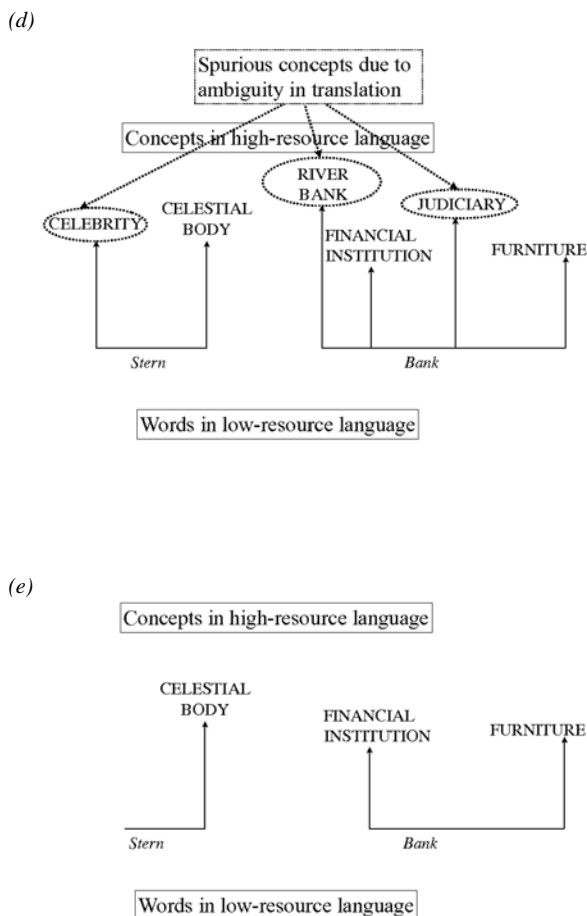 (d)
Spurious concepts due to
ambiguity in translation
Concepts in high-resource language
RIVER
BANK
JUDICIARY
CELEBRITY
CELESTIAL
BODY
FINANCIAL
INSTITUTION
FURNITURE
Stern
Bank
Words in low-resource language
(e)
Concepts in high-resource language
CELESTIAL
BODY
FINANCIAL
INSTITUTION
FURNITURE
Stern
Bank
Words in low-resource language